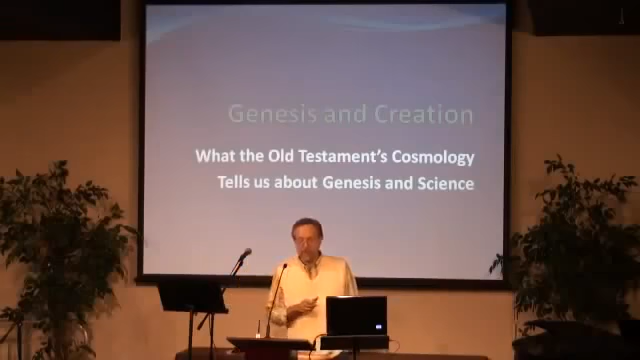 Genesis and Creation
What the Old Testament's Cosmology
Tells us about Genesis and Science